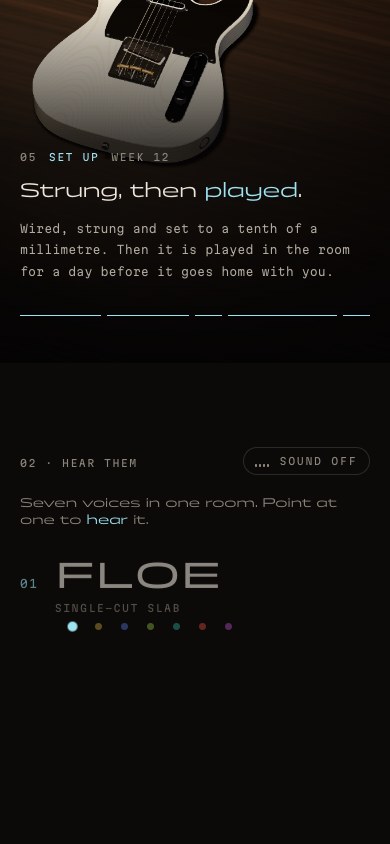 05 SET UP WEEK 12
Strung, then played.
Wired, strung and set to a tenth of a
millimetre. Then it is played in the room
for a day before it goes home with you.
02 · HEAR THEM
SOUND OFF
Seven voices in one room. Point at
one to hear it.
01 FLOE
SINGLE-CUT SLAB